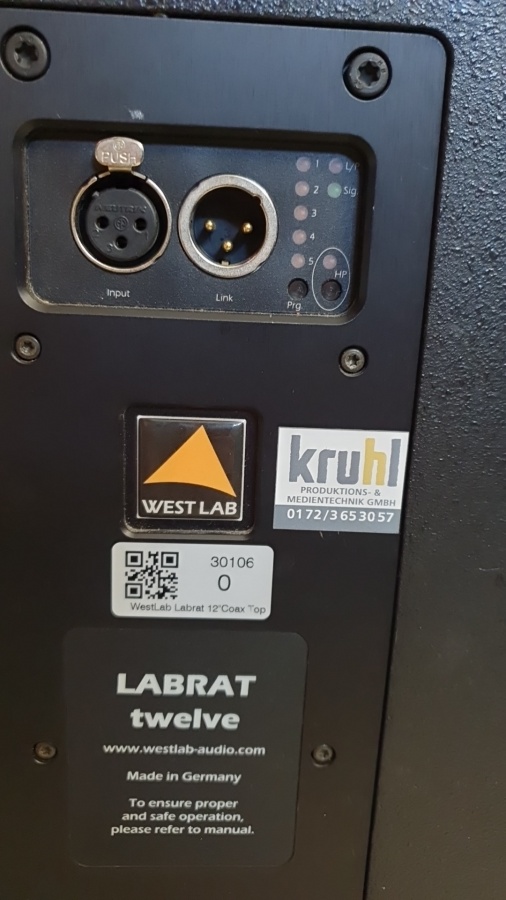 PUSH
NEUTRIK
1 L/R
2 Sig.
3
4
5 HP
Prg.
Input
Link
WEST LAB
kruhl
PRODUKTIONS- &
MEDIENTECHNIK GMBH
0172/3653057
30106
0
WestLab Labrat 12"Coax Top
LABRAT
twelve
www.westlab-audio.com
Made in Germany
To ensure proper
and safe operation,
please refer to manual.